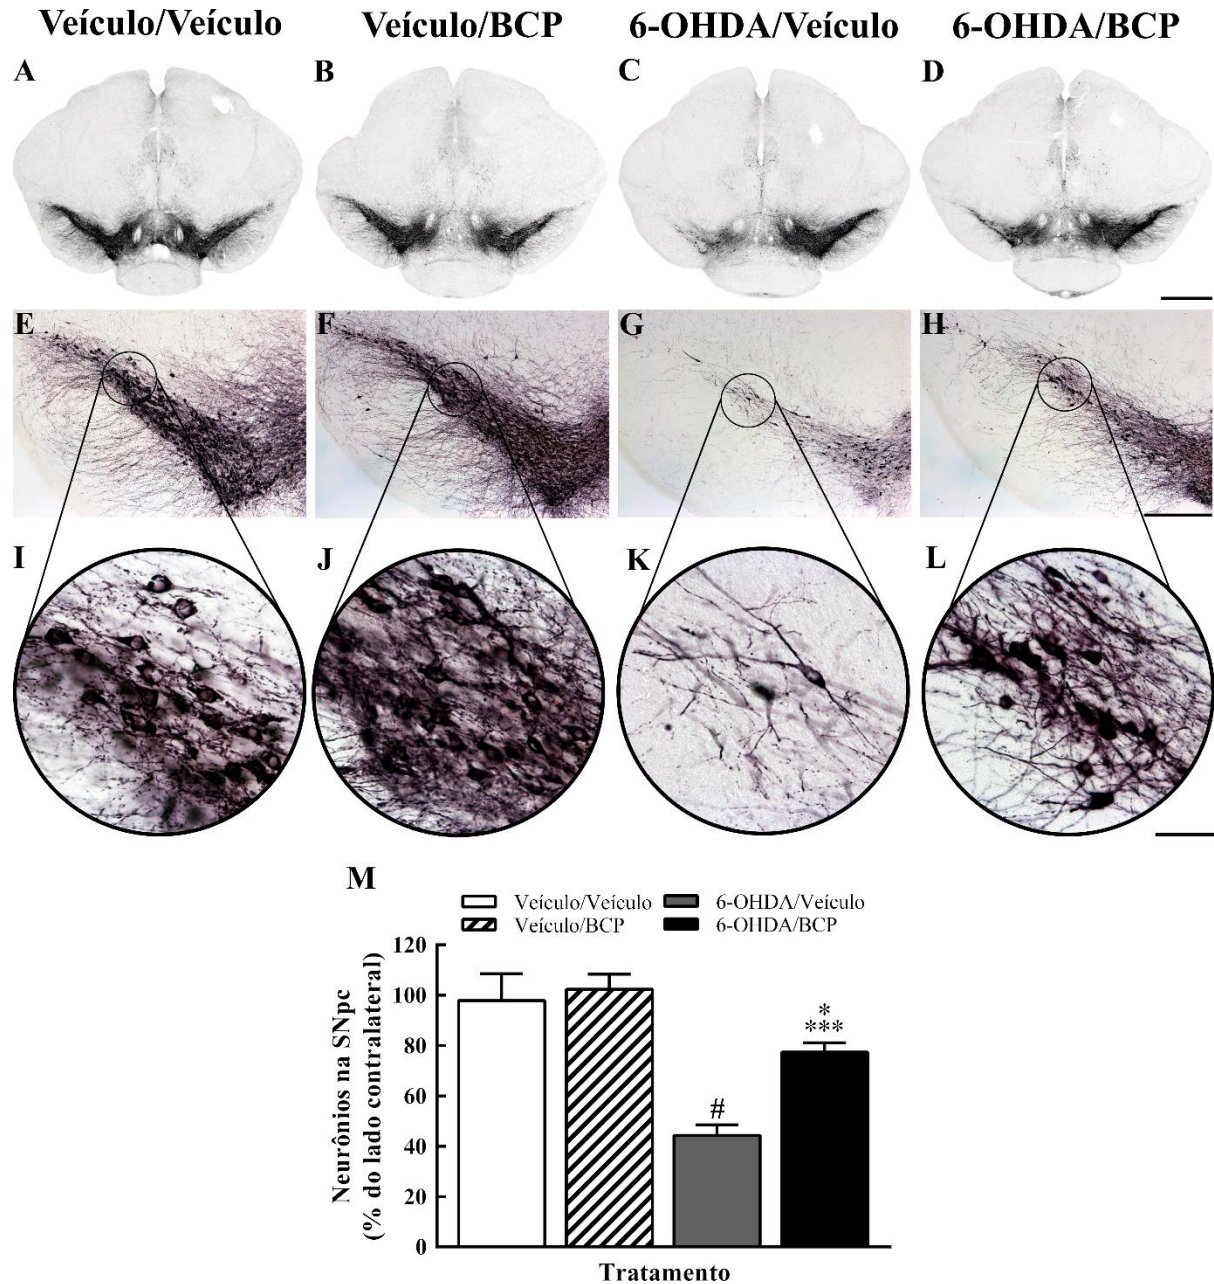 Veículo/Veículo Veículo/BCP 6-OHDA/Veículo 6-OHDA/BCP
A B C D
E F G H
I J K L
M
Veículo/Veículo 6-OHDA/Veículo
Veículo/BCP 6-OHDA/BCP
Neurônios na SNpc
(% do lado contralateral)
120
100
80
60
40
20
0
#
*
***
Tratamento